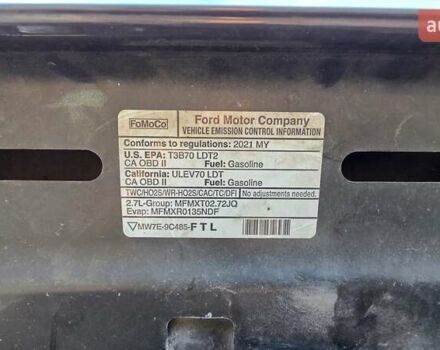 au
FoMoCo
Ford Motor Company
VEHICLE EMISSION CONTROL INFORMATION
Conforms to regulations: 2021 MY
U.S. EPA: T3B70 LDT2
CA OBD II Fuel: Gasoline
California: ULEV70 LDT
CA OBD II Fuel: Gasoline
TWC/HO2S/WR-HO2S/CAC/TC/DFI No adjustments needed.
2.7L-Group: MFMXT02.72JQ
Evap: MFMXR0135NDF
MW7E-9C485-FTL